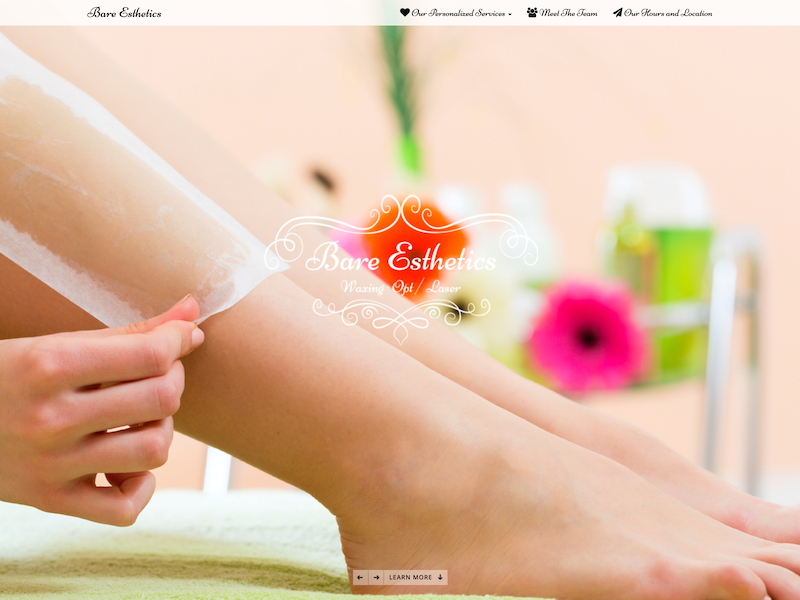 Bare Esthetics
Our Personalized Services
Meet The Team
Our Hours and Location
Bare Esthetics
Waxing · Opt / Laser
LEARN MORE